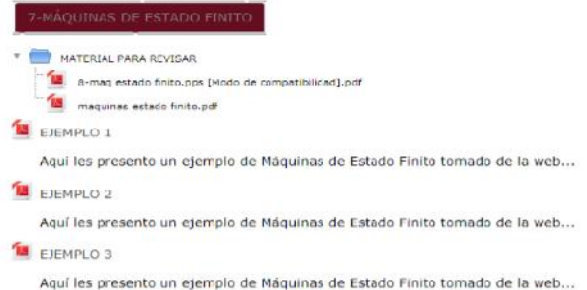 7-MÁQUINAS DE ESTADO FINITO
MATERIAL PARA REVISAR
8-maq estado finito.pps [Modo de compatibilidad].pdf
maquinas estado finito.pdf
EJEMPLO 1
Aquí les presento un ejemplo de Máquinas de Estado Finito tomado de la web...
EJEMPLO 2
Aquí les presento un ejemplo de Máquinas de Estado Finito tomado de la web...
EJEMPLO 3
Aquí les presento un ejemplo de Máquinas de Estado Finito tomado de la web...